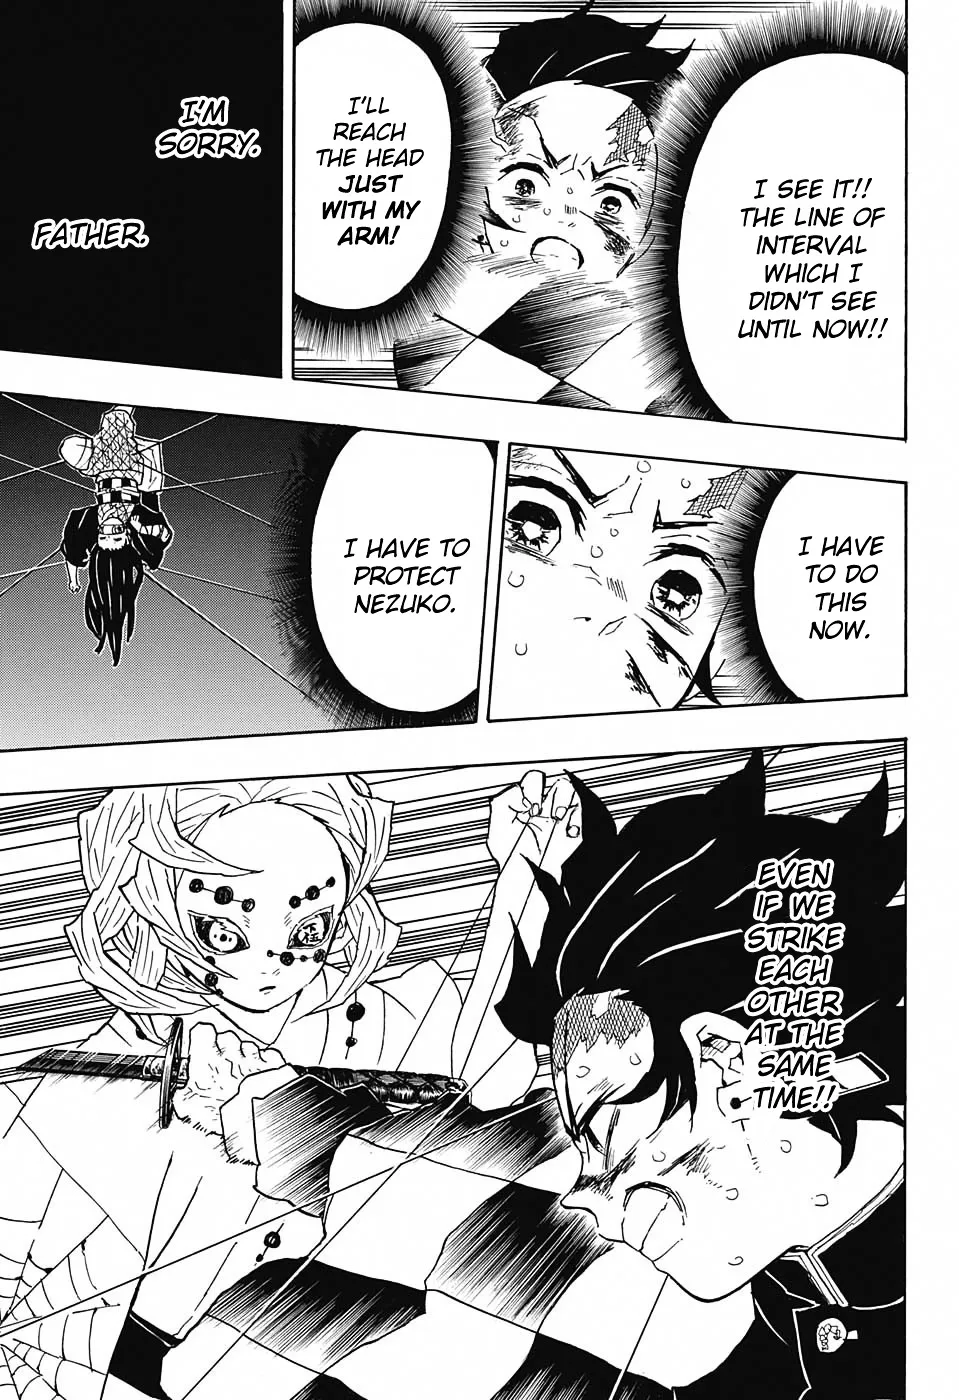 I SEE IT!!
THE LINE OF
INTERVAL
WHICH I
DIDN'T SEE
UNTIL NOW!!
I'LL
REACH
THE HEAD
JUST
WITH MY
ARM!
I'M
SORRY.
FATHER.
I HAVE
TO DO
THIS
NOW.
I HAVE TO
PROTECT
NEZUKO.
EVEN
IF WE
STRIKE
EACH
OTHER
AT THE
SAME
TIME!!